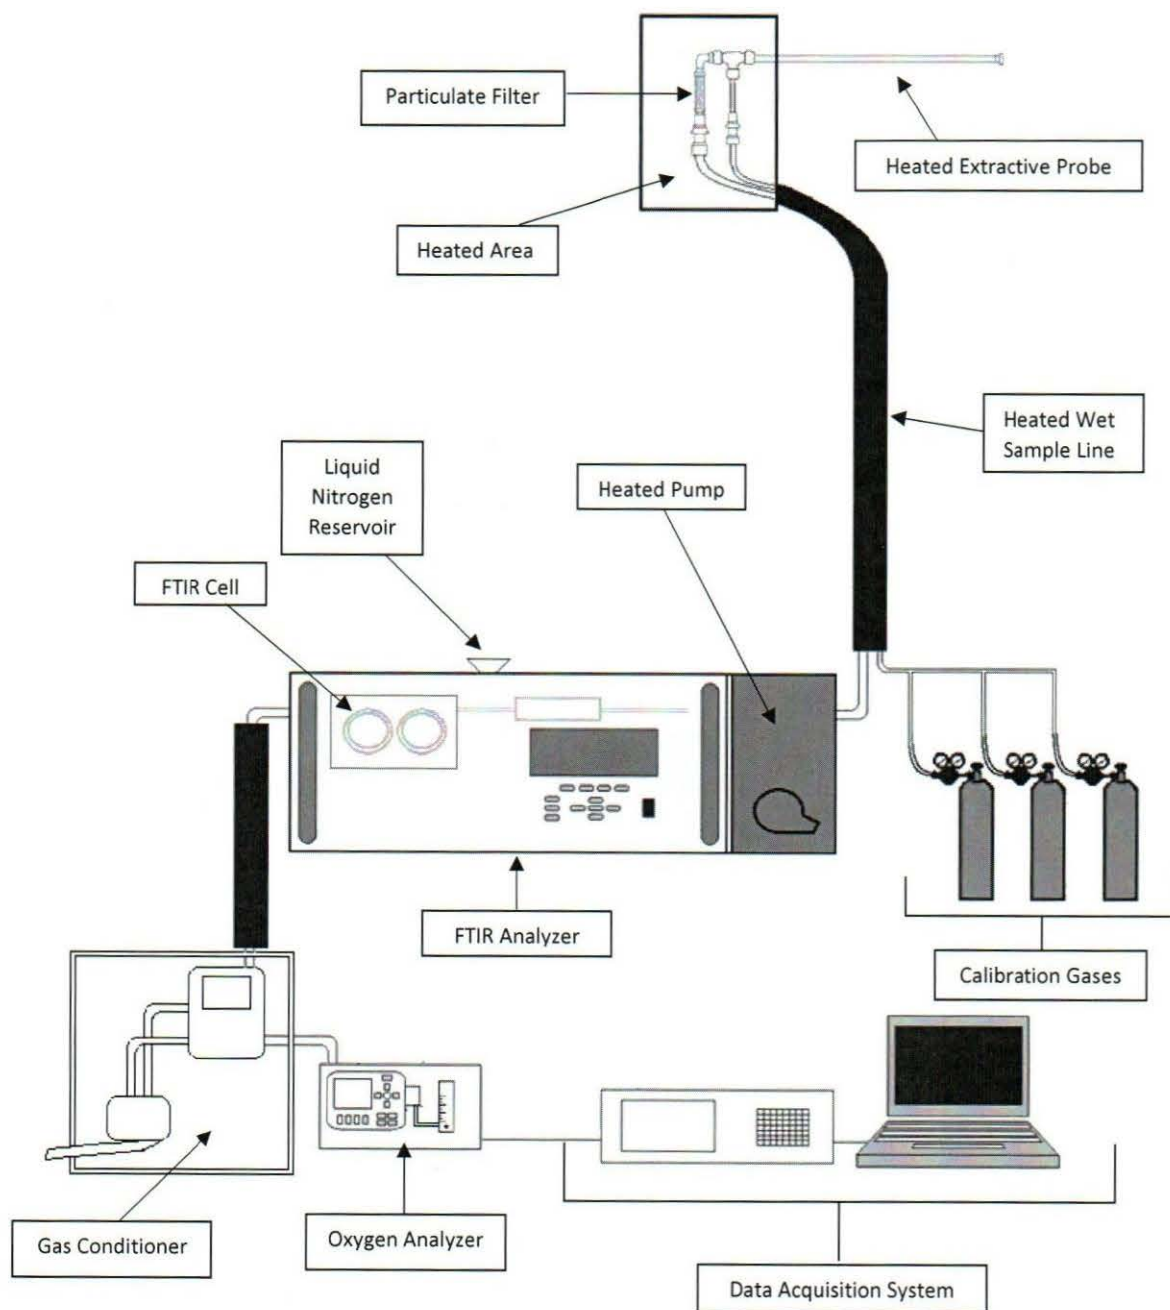 Particulate Filter
Heated Extractive Probe
Heated Area
Heated Wet
Sample Line
Liquid
Nitrogen
Reservoir
Heated Pump
FTIR Cell
FTIR Analyzer
Calibration Gases
Gas Conditioner
Oxygen Analyzer
Data Acquisition System